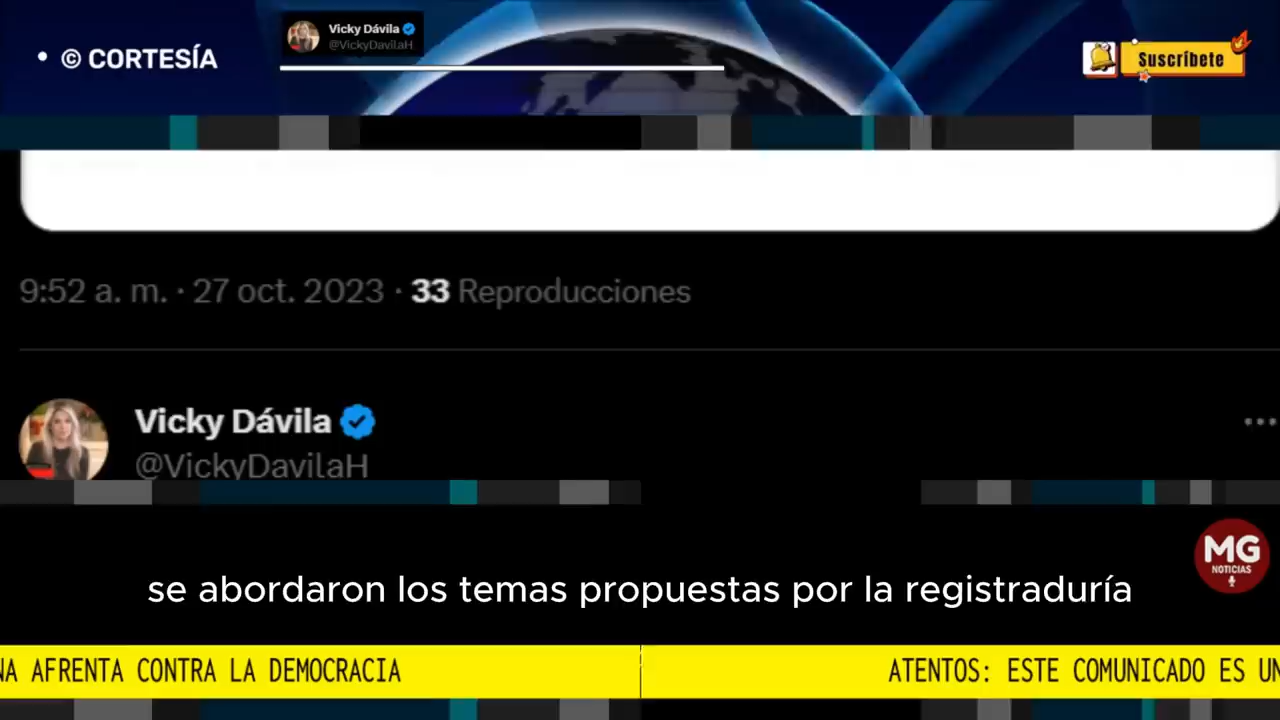 • © CORTESÍA
Vicky Dávila
@VickyDavilaH
Suscríbete
9:52 a. m. · 27 oct. 2023 · 33 Reproducciones
Vicky Dávila
@VickyDavilaH
MG
NOTICIAS
se abordaron los temas propuestas por la registraduría
NA AFRENTA CONTRA LA DEMOCRACIA
ATENTOS: ESTE COMUNICADO ES UN